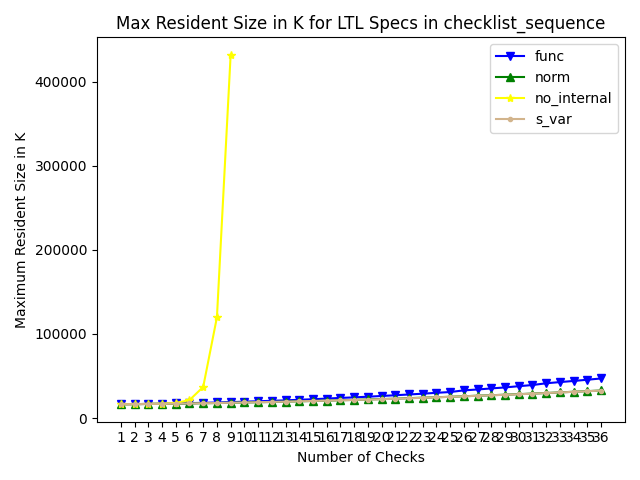 Max Resident Size in K for LTL Specs in checklist_sequence
func
norm
no_internal
s_var
Maximum Resident Size in K
400000
300000
200000
100000
0
1 2 3 4 5 6 7 8 9 10 11 12 13 14 15 16 17 18 19 20 21 22 23 24 25 26 27 28 29 30 31 32 33 34 35 36
Number of Checks